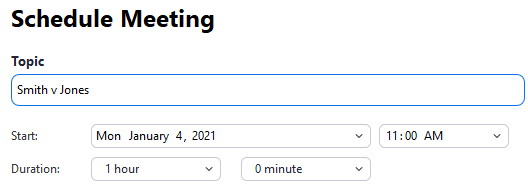 Schedule Meeting
Topic
Smith v Jones
Start: Mon January 4, 2021 11:00 AM
Duration: 1 hour 0 minute